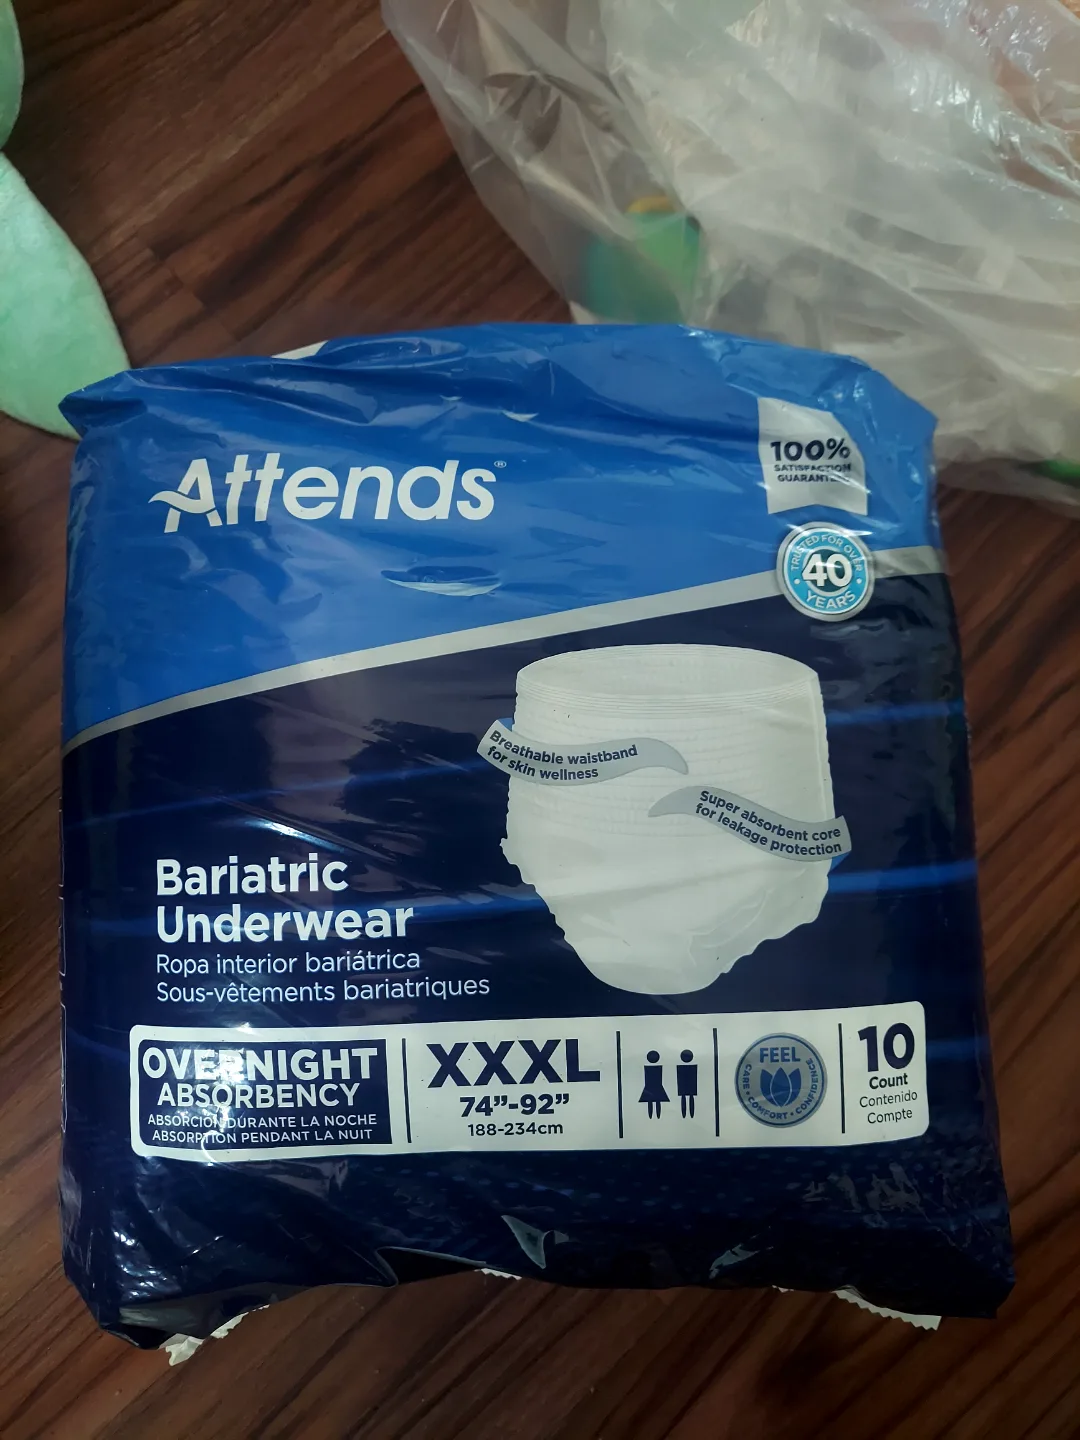 Attends®
100%
SATISFACTION
GUARANTEED
TRUSTED FOR OVER
40
YEARS
Breathable waistband
for skin wellness
Super absorbent core
for leakage protection
Bariatric
Underwear
Ropa interior bariátrica
Sous-vêtements bariatriques
OVERNIGHT
ABSORBENCY
ABSORCIÓN DURANTE LA NOCHE
ABSORPTION PENDANT LA NUIT
XXXL
74”-92”
188-234cm
FEEL
CARE • COMFORT • CONFIDENCE
10
Count
Contenido
Compte